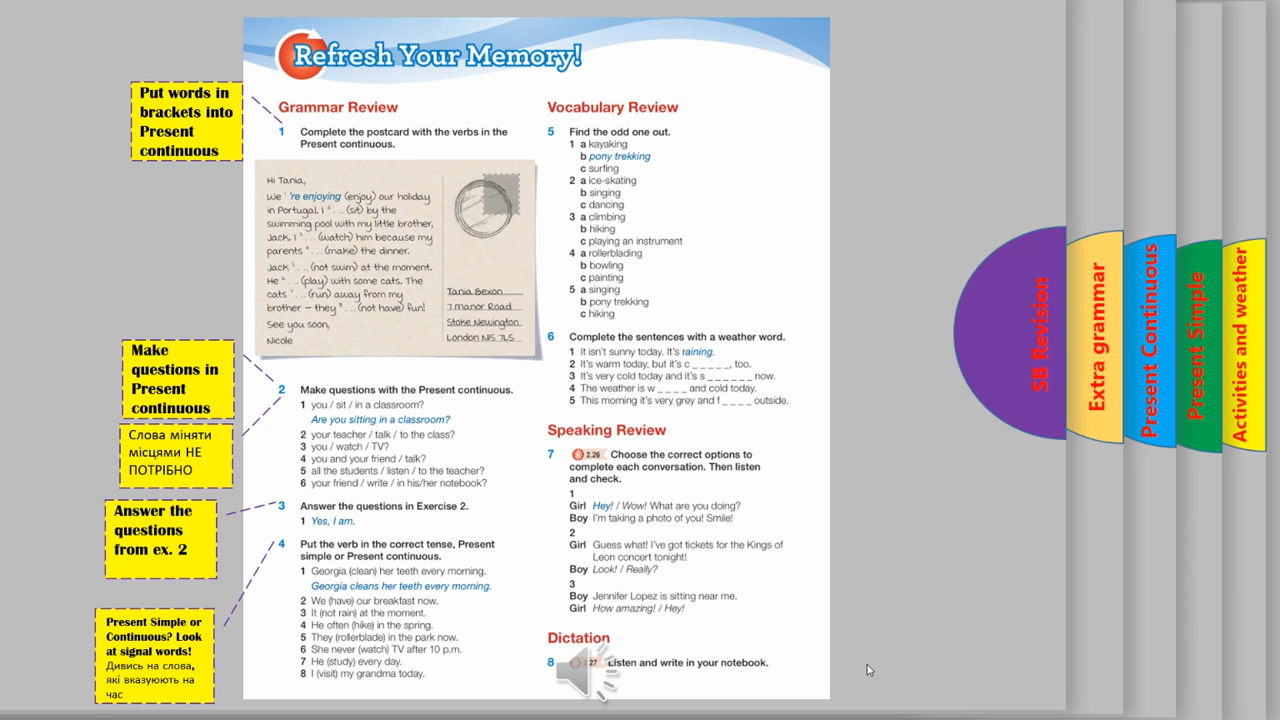 Refresh Your Memory!
Put words in
brackets into
Present
continuous
Grammar Review
1 Complete the postcard with the verbs in the
Present continuous.
Hi Tania,
We ¹ 're enjoying (enjoy) our holiday
in Portugal. I ² ... (sit) by the
swimming pool with my little brother,
Jack. I ³ ... (watch) him because my
parents ⁴ ... (make) the dinner.
Jack ⁵ ... (not swim) at the moment.
He ⁶ ... (play) with some cats. The
cats ⁷ ... (run) away from my
brother – they ⁸ ... (not have) fun!
See you soon,
Nicole
Tania Bexon
7 Manor Road
Stoke Newington
London N15 7LS
Make
questions in
Present
continuous
Слова міняти
місцями НЕ
ПОТРІБНО
2 Make questions with the Present continuous.
1 you / sit / in a classroom?
Are you sitting in a classroom?
2 your teacher / talk / to the class?
3 you / watch / TV?
4 you and your friend / talk?
5 all the students / listen / to the teacher?
6 your friend / write / in his/her notebook?
Answer the
questions
from ex. 2
3 Answer the questions in Exercise 2.
1 Yes, I am.
4 Put the verb in the correct tense, Present
simple or Present continuous.
1 Georgia (clean) her teeth every morning.
Georgia cleans her teeth every morning.
2 We (have) our breakfast now.
3 It (not rain) at the moment.
4 He often (hike) in the spring.
5 They (rollerblade) in the park now.
6 She never (watch) TV after 10 p.m.
7 He (study) every day.
8 I (visit) my grandma today.
Present Simple or
Continuous? Look
at signal words!
Дивись на слова,
які вказуюють на
час
Vocabulary Review
5 Find the odd one out.
1 a kayaking
b pony trekking
c surfing
2 a ice-skating
b singing
c dancing
3 a climbing
b hiking
c playing an instrument
4 a rollerblading
b bowling
c painting
5 a singing
b pony trekking
c hiking
6 Complete the sentences with a weather word.
1 It isn't sunny today. It's raining.
2 It's warm today, but it's c _ _ _ _ _, too.
3 It's very cold today and it's s _ _ _ _ _ _ now.
4 The weather is w _ _ _ _ and cold today.
5 This morning it's very grey and f _ _ _ _ outside.
Speaking Review
7 2.26 Choose the correct options to
complete each conversation. Then listen
and check.
1
Girl Hey! / Wow! What are you doing?
Boy I'm taking a photo of you! Smile!
2
Girl Guess what! I've got tickets for the Kings of
Leon concert tonight!
Boy Look! / Really?
3
Boy Jennifer Lopez is sitting near me.
Girl How amazing! / Hey!
Dictation
8 2.27 Listen and write in your notebook.
SB Revision
Extra grammar
Present Continuous
Present Simple
Activities and weather